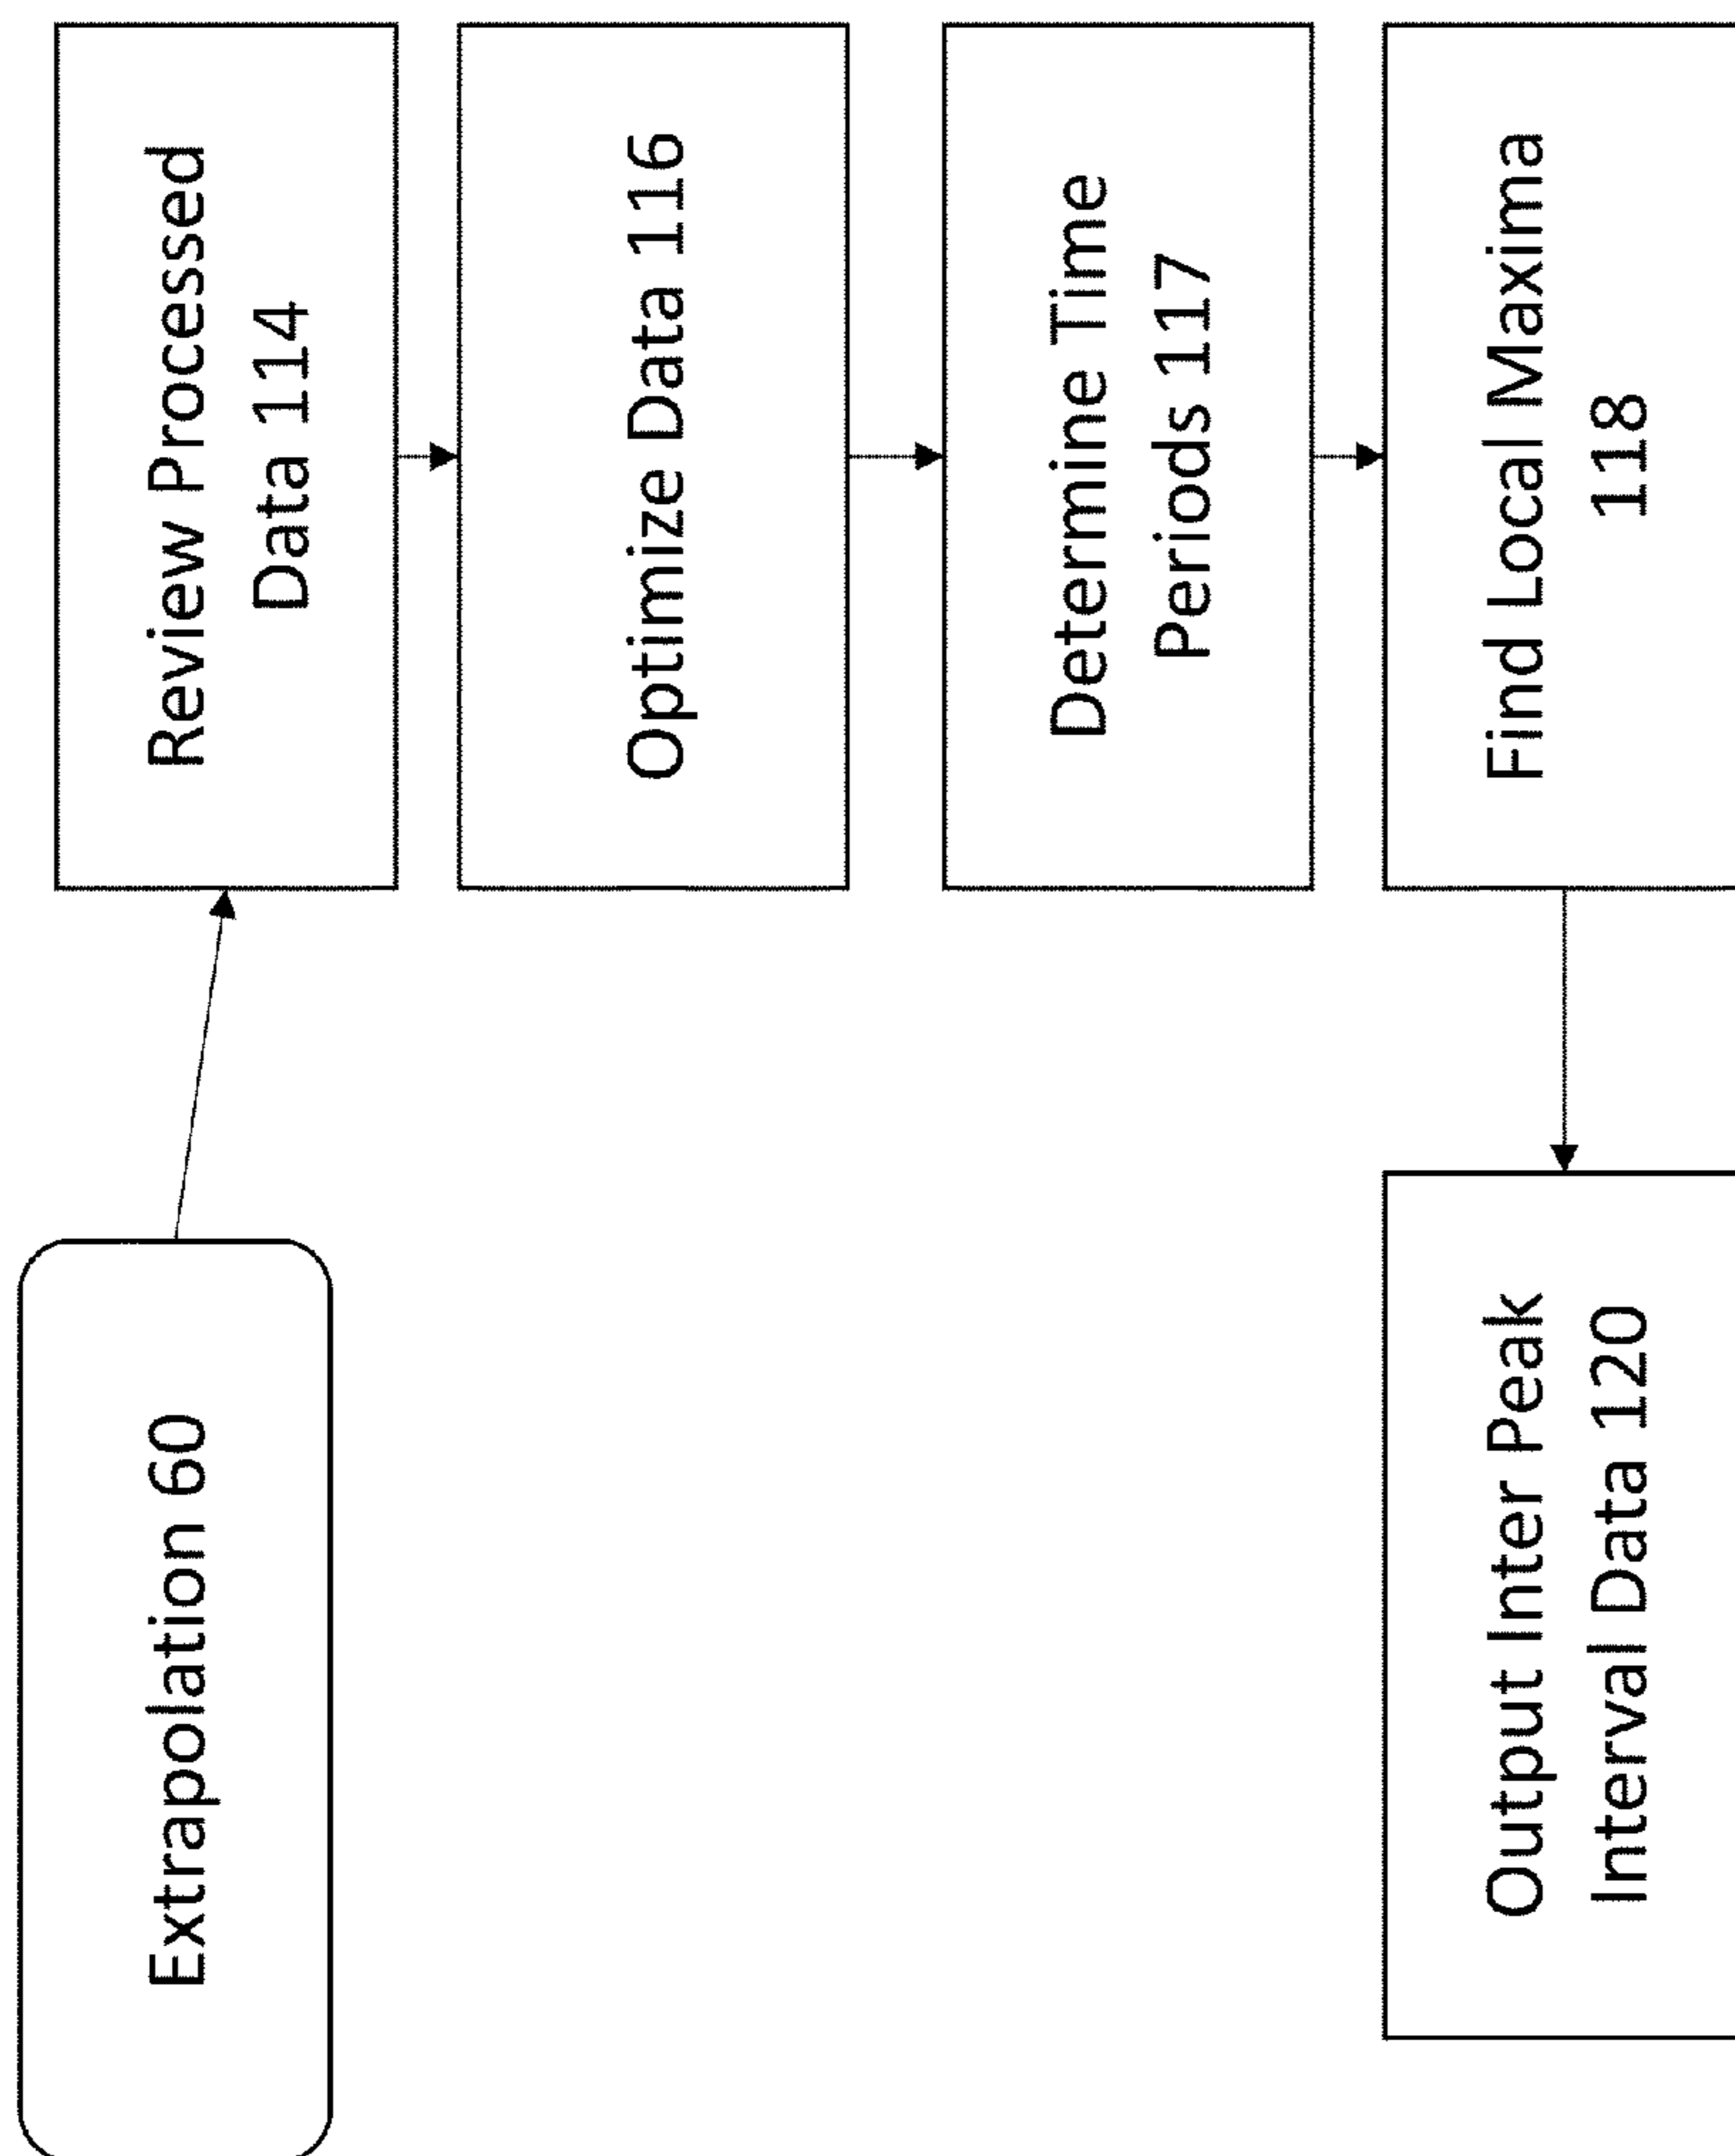 Extrapolation 60
Review Processed
Data 114
Optimize Data 116
Determine Time
Periods 117
Find Local Maxima
118
Output Inter Peak
Interval Data 120